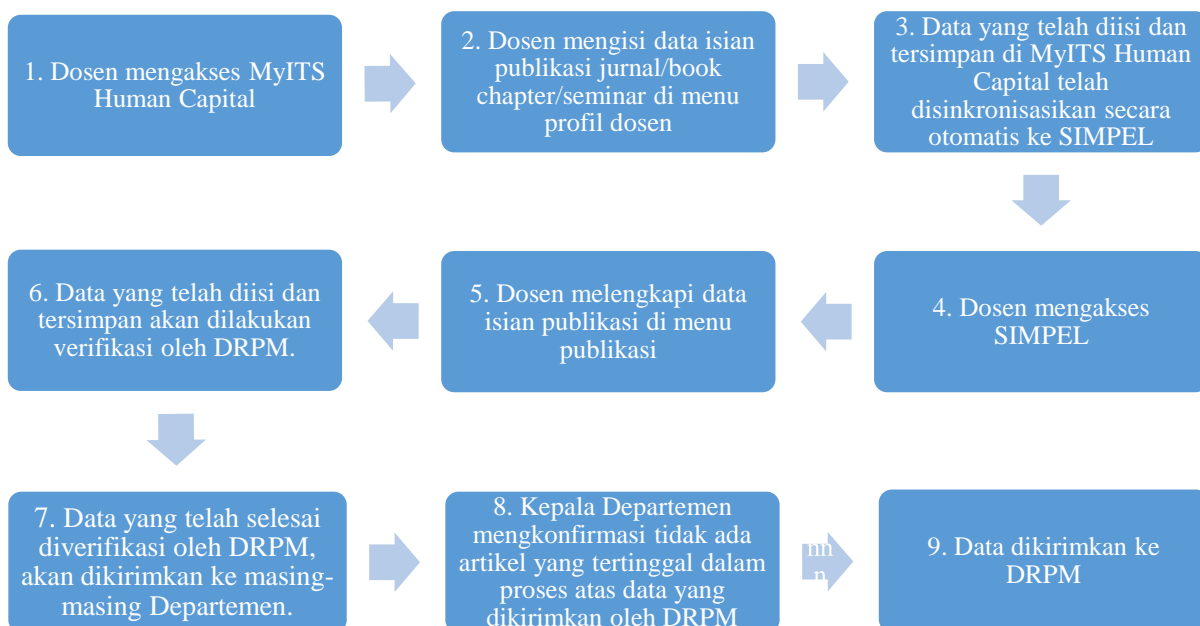 1. Dosen mengakses MyITS
Human Capital
2. Dosen mengisi data isian
publikasi jurnal/book
chapter/seminar di menu
profil dosen
3. Data yang telah diisi dan
tersimpan di MyITS Human
Capital telah
disinkronisasikan secara
otomatis ke SIMPEL
4. Dosen mengakses
SIMPEL
5. Dosen melengkapi data
isian publikasi di menu
publikasi
6. Data yang telah diisi dan
tersimpan akan dilakukan
verifikasi oleh DRPM.
7. Data yang telah selesai
diverifikasi oleh DRPM,
akan dikirimkan ke masing-
masing Departemen.
8. Kepala Departemen
mengkonfirmasi tidak ada
artikel yang tertinggal dalam
proses atas data yang
dikirimkan oleh DRPM
nn
n
9. Data dikirimkan ke
DRPM